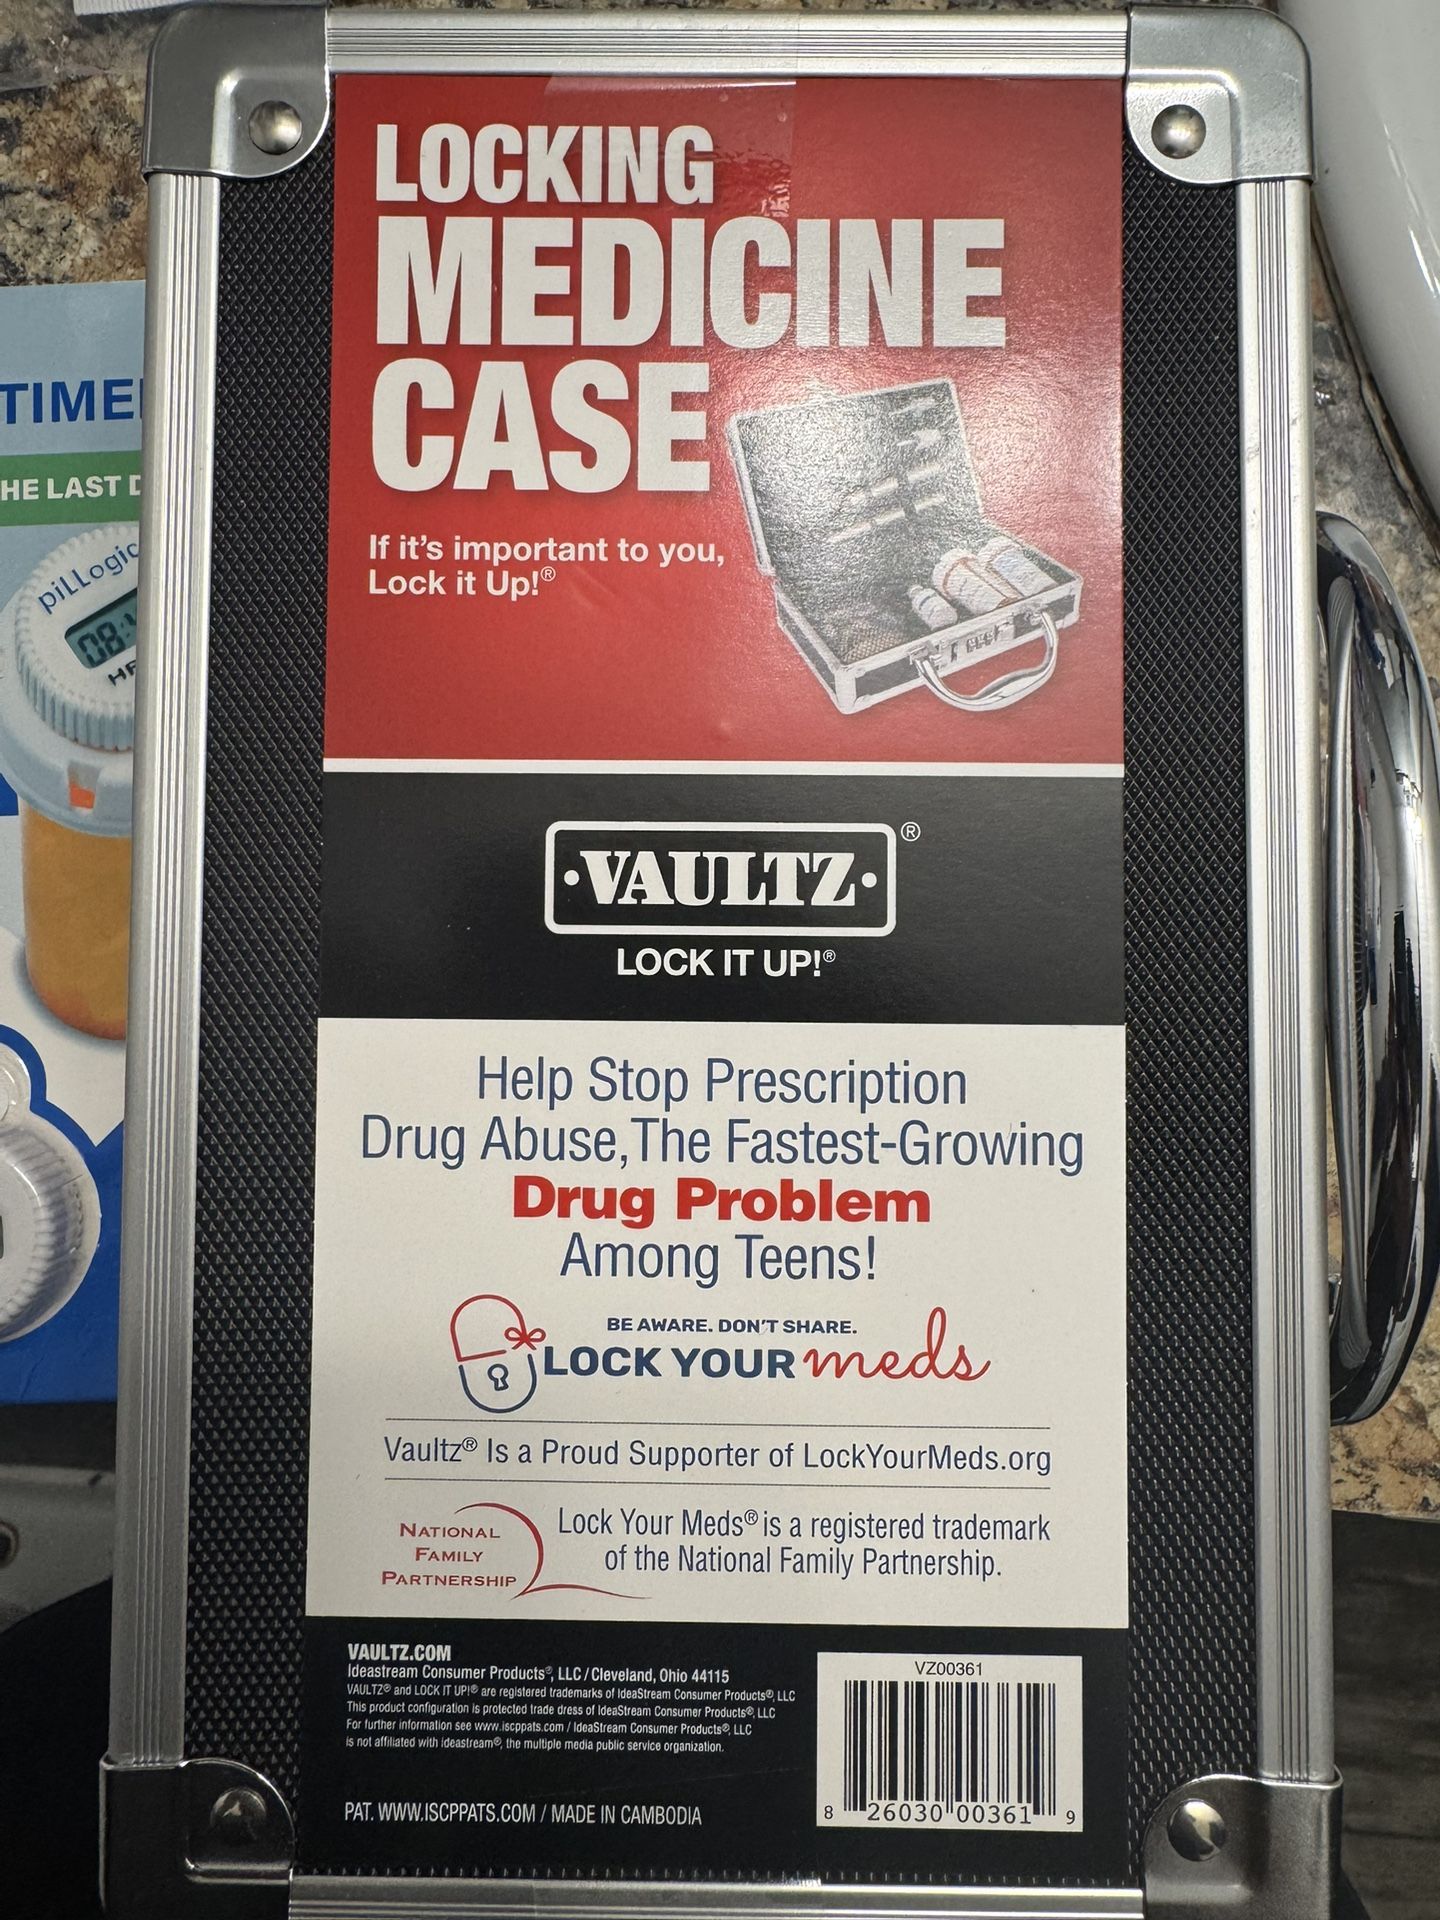 LOCKING
MEDICINE
CASE
If it's important to you,
Lock it Up!®
·VAULTZ·®
LOCK IT UP!®
Help Stop Prescription
Drug Abuse, The Fastest-Growing
Drug Problem
Among Teens!
BE AWARE. DON'T SHARE.
LOCK YOUR meds
Vaultz® Is a Proud Supporter of LockYourMeds.org
NATIONAL
FAMILY
PARTNERSHIP
Lock Your Meds® is a registered trademark
of the National Family Partnership.
VAULTZ.COM
Ideastream Consumer Products®, LLC / Cleveland, Ohio 44115
VAULTZ® and LOCK IT UP!® are registered trademarks of IdeaStream Consumer Products®, LLC
This product configuration is protected trade dress of IdeaStream Consumer Products®, LLC
For further information see www.iscppats.com / IdeaStream Consumer Products®, LLC
is not affiliated with ideastream®, the multiple media public service organization.
PAT. WWW.ISCPPATS.COM / MADE IN CAMBODIA
VZ00361
8 26030 00361 9
TIME
HE LAST
piLLogic
08: